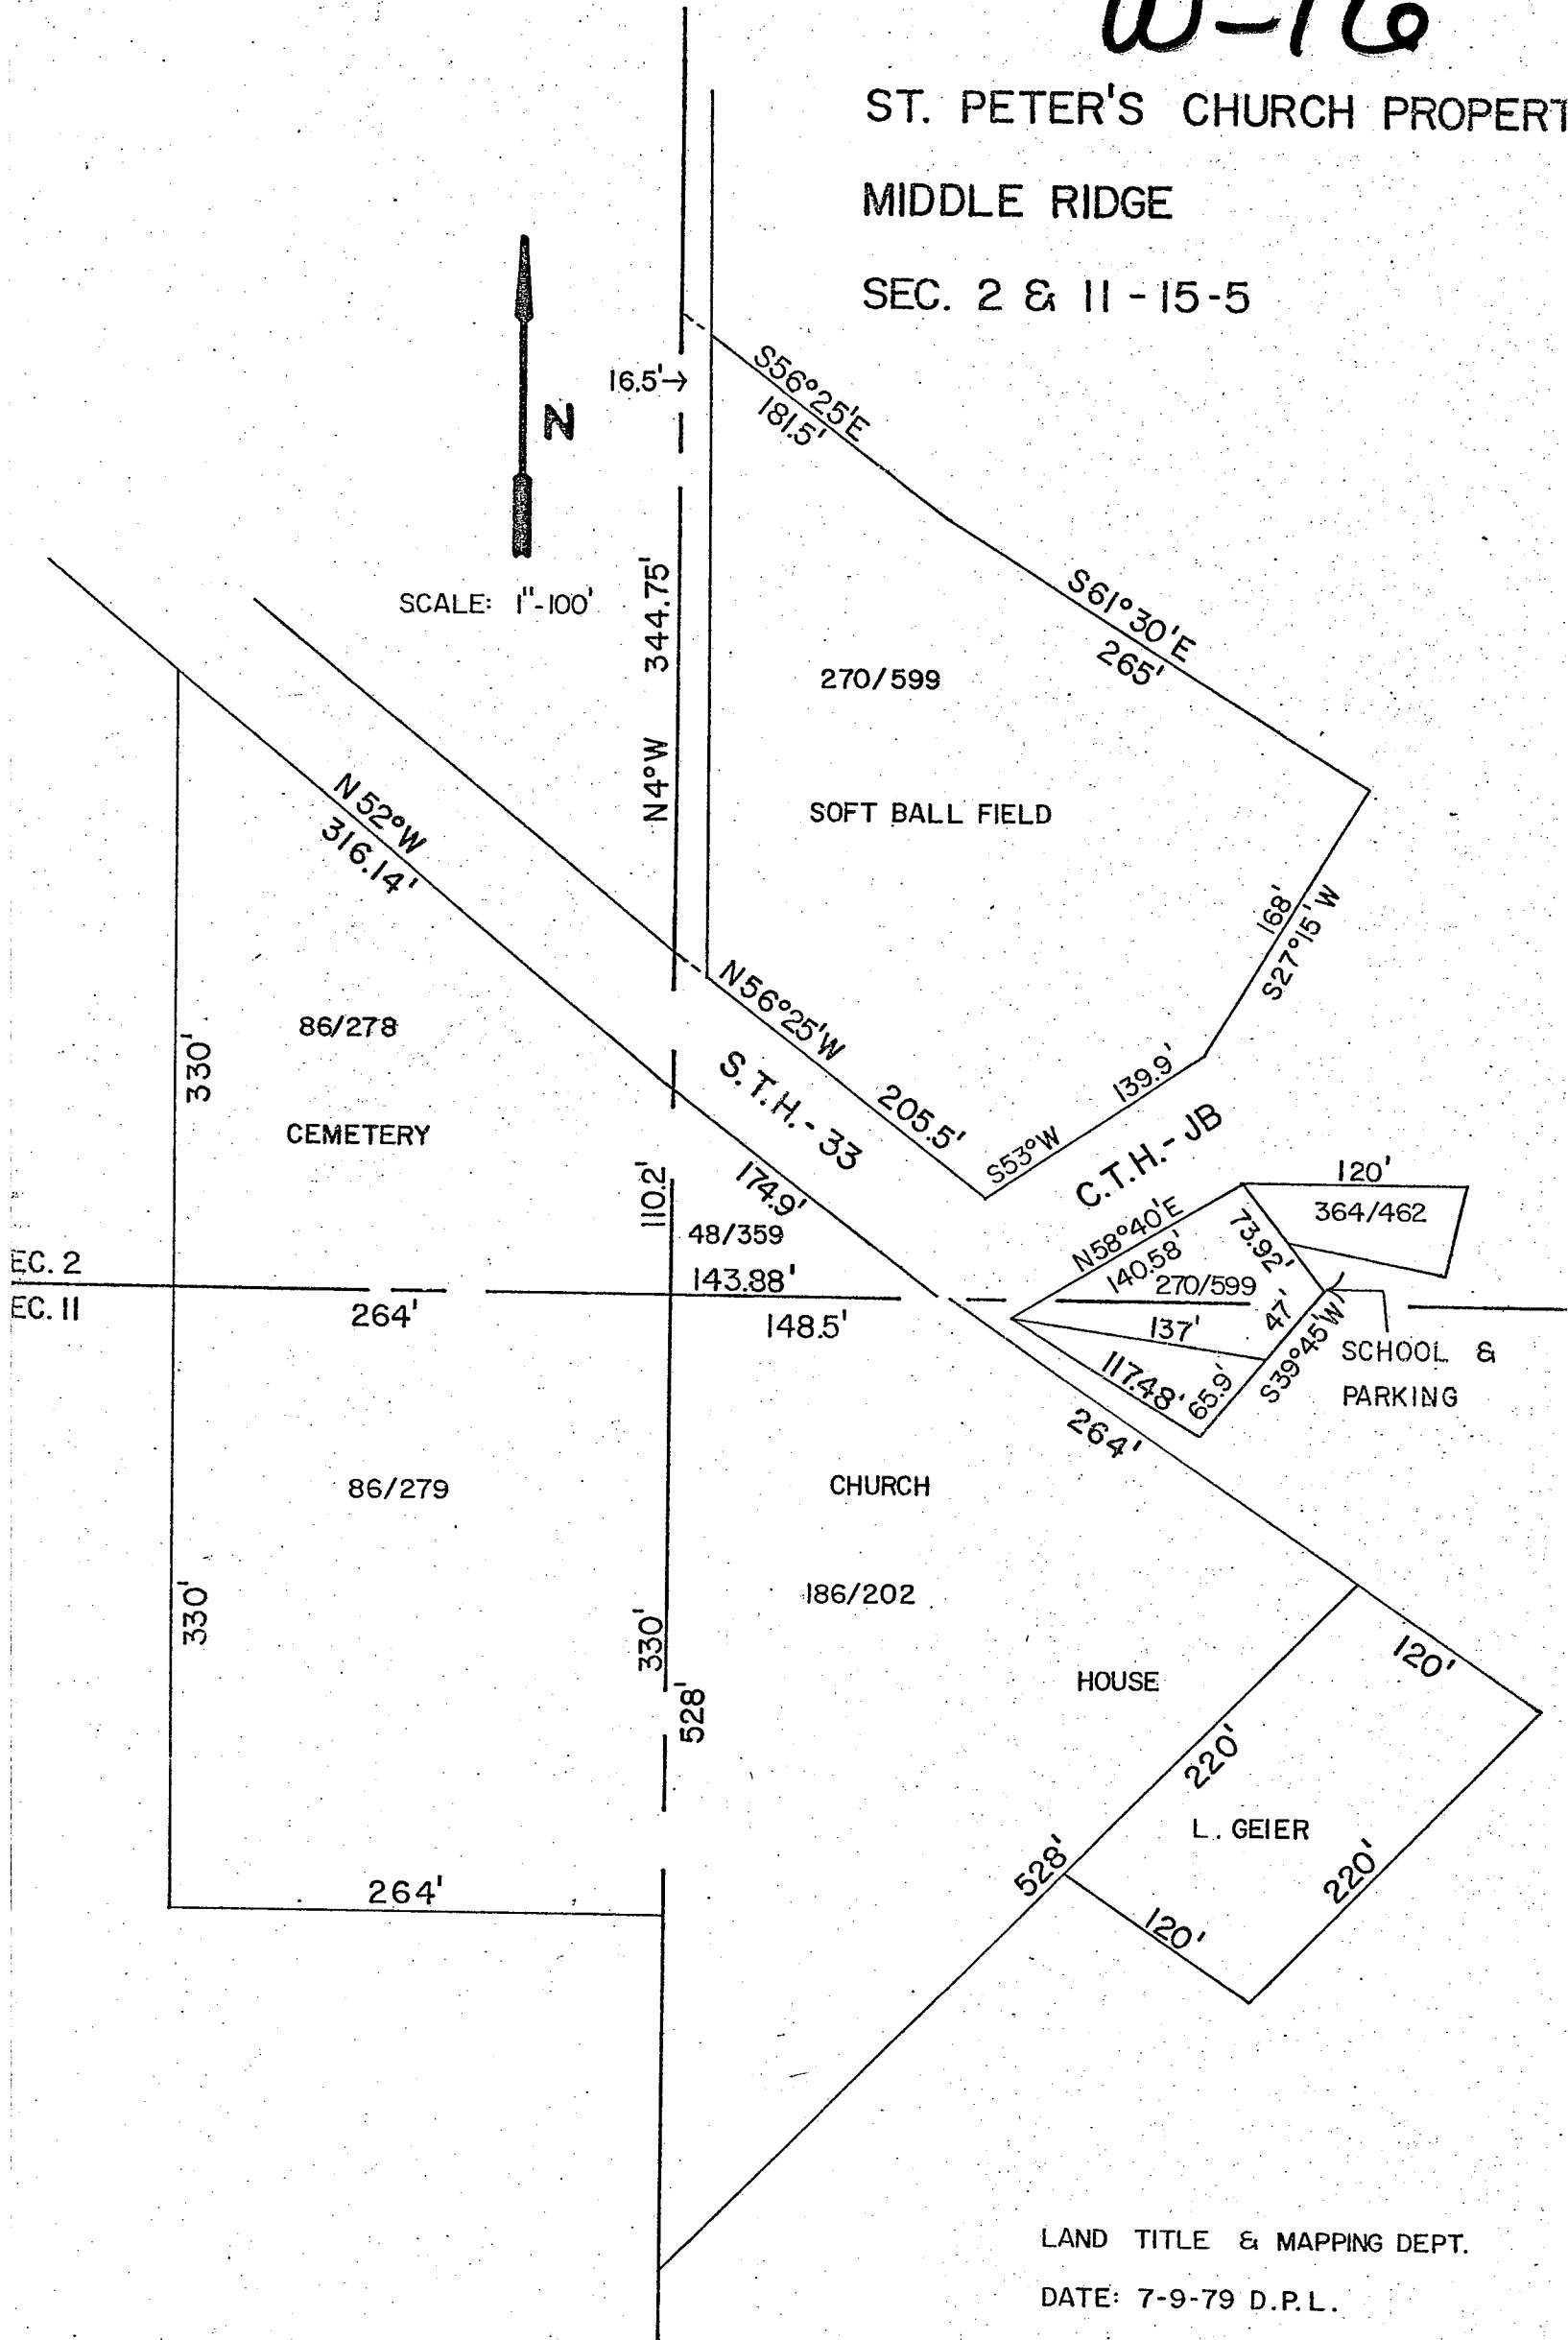 W-16
ST. PETER'S CHURCH PROPERT
MIDDLE RIDGE
SEC. 2 & 11 - 15-5
N
SCALE: 1"-100'
16.5'→
S56°25'E
181.5'
S61°30'E
265'
N4°W 344.75'
270/599
SOFT BALL FIELD
168'
S27°15'W
N52°W
316.14'
N56°25'W 205.5'
S.T.H.- 33
S53°W 139.9'
C.T.H.- JB
86/278
330'
CEMETERY
110.2'
174.9'
48/359
143.88'
148.5'
120'
364/462
N58°40'E
140.58'
73.92'
270/599
137'
47'
S39°45'W
117.48'
65.9'
SCHOOL &
PARKING
EC. 2
EC. 11
264'
264'
86/279
CHURCH
186/202
330'
330'
528'
HOUSE
120'
220'
L. GEIER
220'
528'
120'
264'
LAND TITLE & MAPPING DEPT.
DATE: 7-9-79 D.P.L.